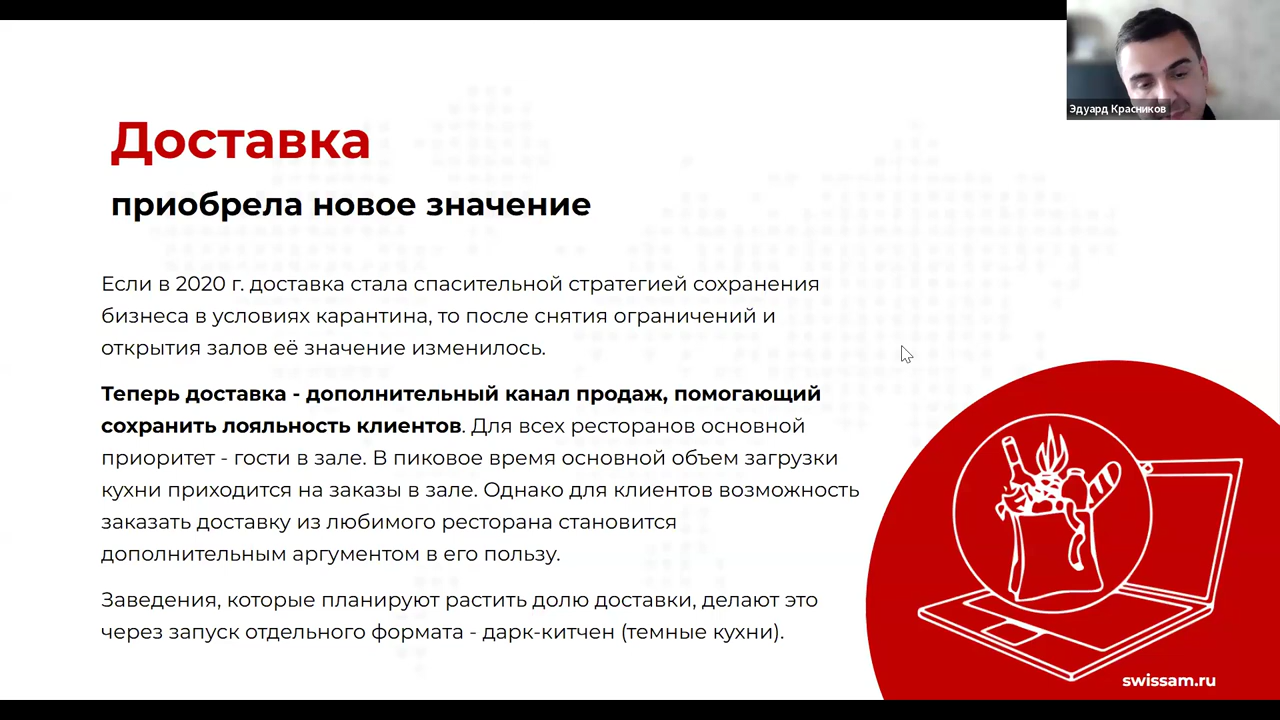 Эдуард Красников
Доставка
приобрела новое значение
Если в 2020 г. доставка стала спасительной стратегией сохранения
бизнеса в условиях карантина, то после снятия ограничений и
открытия залов её значение изменилось.
Теперь доставка - дополнительный канал продаж, помогающий
сохранить лояльность клиентов. Для всех ресторанов основной
приоритет - гости в зале. В пиковое время основной объем загрузки
кухни приходится на заказы в зале. Однако для клиентов возможность
заказать доставку из любимого ресторана становится
дополнительным аргументом в его пользу.
Заведения, которые планируют растить долю доставки, делают это
через запуск отдельного формата - дарк-китчен (темные кухни).
swissam.ru